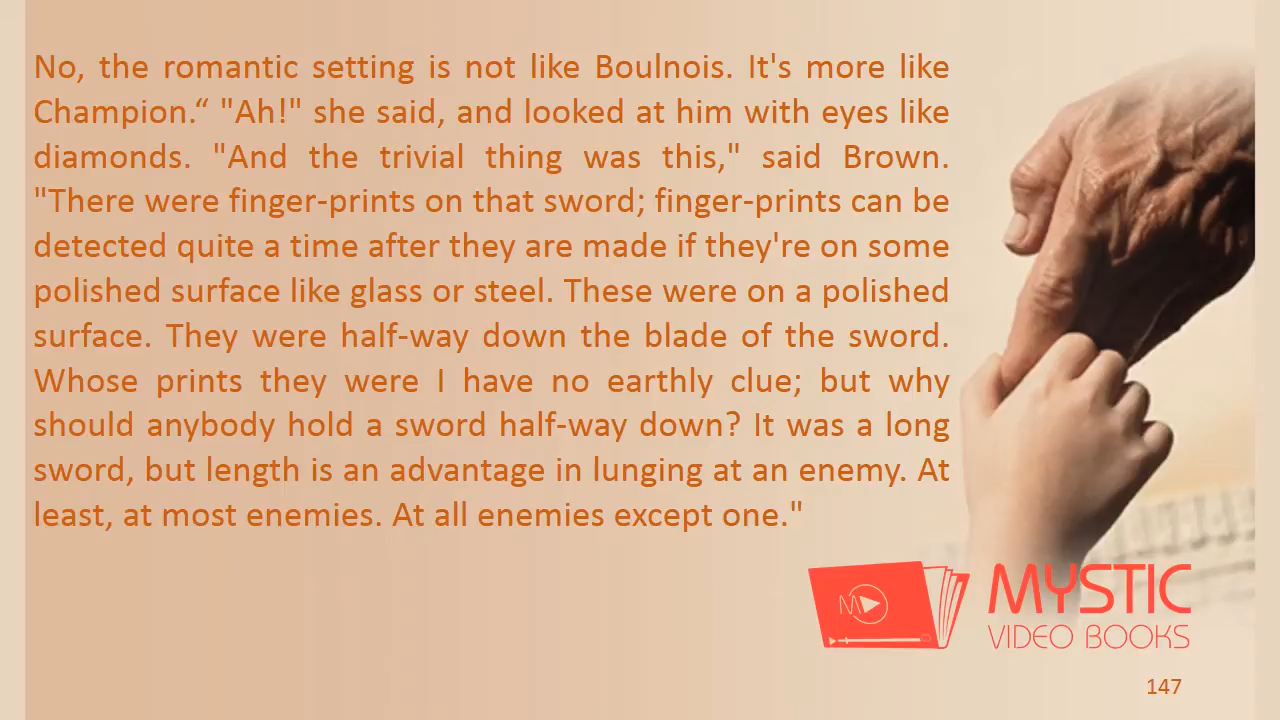 No, the romantic setting is not like Boulnois. It's more like
Champion.“ "Ah!" she said, and looked at him with eyes like
diamonds. "And the trivial thing was this," said Brown.
"There were finger-prints on that sword; finger-prints can be
detected quite a time after they are made if they're on some
polished surface like glass or steel. These were on a polished
surface. They were half-way down the blade of the sword.
Whose prints they were I have no earthly clue; but why
should anybody hold a sword half-way down? It was a long
sword, but length is an advantage in lunging at an enemy. At
least, at most enemies. At all enemies except one."
M
MYSTIC
VIDEO BOOKS
147